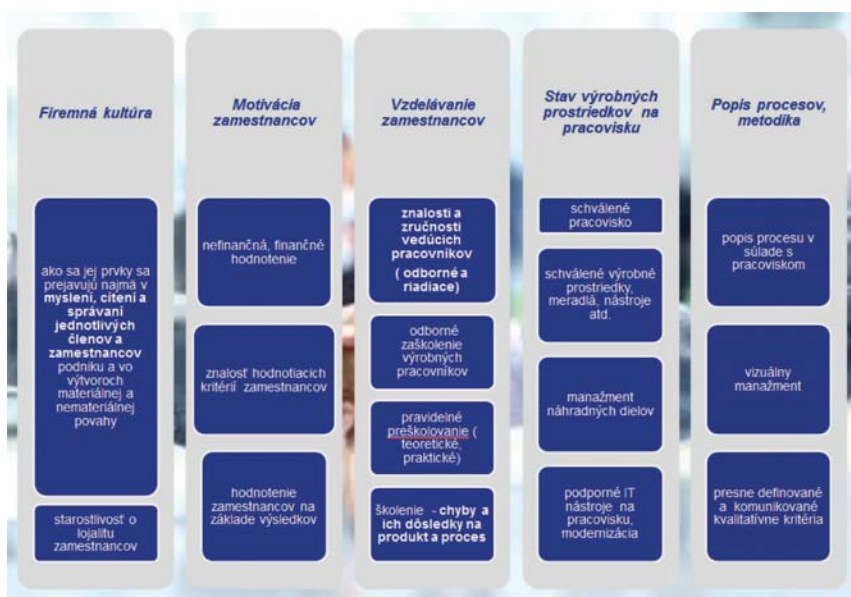 Firemná kultúra
ako sa jej prvky sa
prejavujú najmä v
myslení, cítení a
správaní
jednotlivých
členov a
zamestnancov
podniku a vo
výtvoroch
materiálnej a
nemateriálnej
povahy
starostlivosť o
lojalitu
zamestnancov
Motivácia
zamestnancov
nefinančná, finančné
hodnotenie
znalosť hodnotiacich
kritérií zamestnancov
hodnotenie
zamestnancov na
základe výsledkov
Vzdelávanie
zamestnancov
znalosti a
zručnosti
vedúcich
pracovníkov
( odborné a
riadiace)
odborné
zaškolenie
výrobných
pracovníkov
pravidelné
preškolovanie (
teoretické,
praktické)
školenie - chyby a
ich dôsledky na
produkt a proces
Stav výrobných
prostriedkov na
pracovisku
schválené
pracovisko
schválené výrobné
prostriedky,
meradlá, nástroje
atd.
manažment
náhradných dielov
podporné IT
nástroje na
pracovisku,
modernizácia
Popis procesov,
metodika
popis procesu v
súlade s
pracoviskom
vizuálny
manažment
presne definované
a komunikované
kvalitatívne kritéria